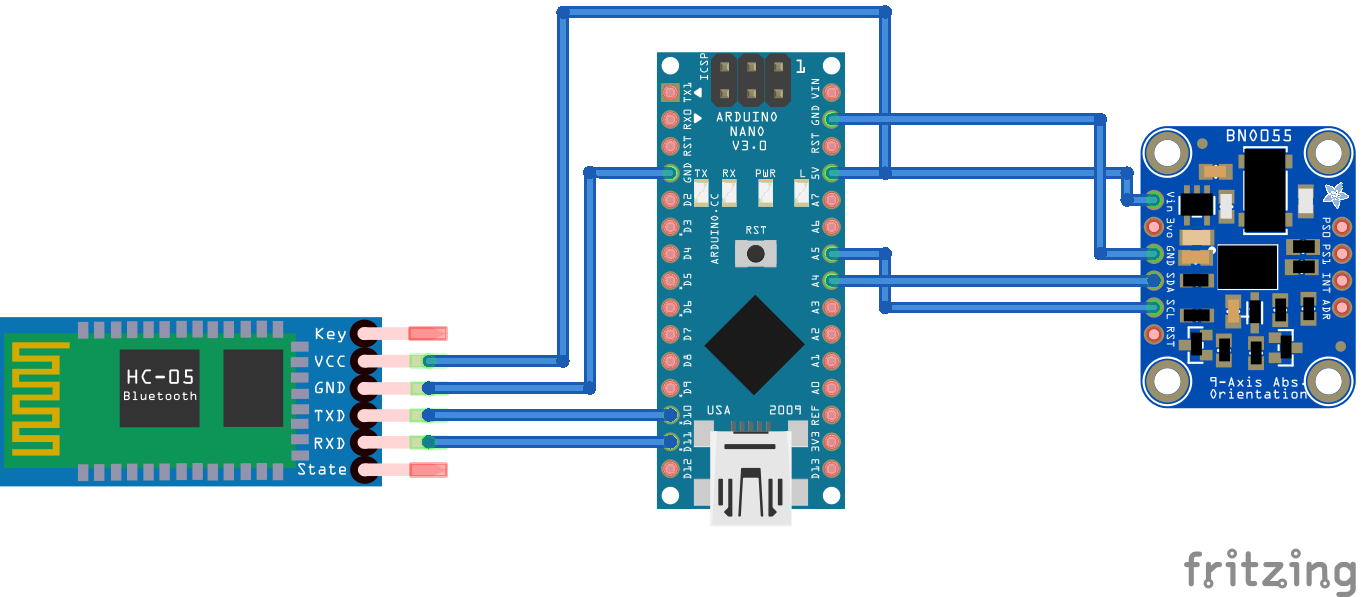 Key
VCC
GND
TXD
RXD
State
HC-05
Bluetooth
ICSP
1
ARDUINO
NANO
V3.0
TX1
RX0
RST
GND
D2
D3
D4
D5
D6
D7
D8
D9
D10
D11
D12
TX RX PWR L
ARDUINO.CC
RST
USA 2009
VIN
GND
RST
5V
A7
A6
A5
A4
A3
A2
A1
A0
REF
3V3
D13
BNO055
Vin
3vo
GND
SDA
SCL
RST
PS0
PS1
INT
ADR
9-Axis Abs.
Orientation
fritzing